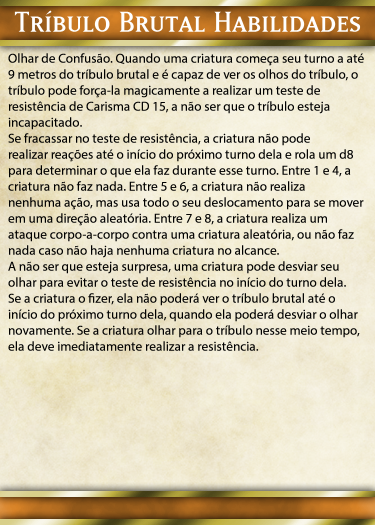 Tríbulo Brutal Habilidades
Olhar de Confusão. Quando uma criatura começa seu turno a até
9 metros do tríbulo brutal e é capaz de ver os olhos do tríbulo, o
tríbulo pode força-la magicamente a realizar um teste de
resistência de Carisma CD 15, a não ser que o tríbulo esteja
incapacitado.
Se fracassar no teste de resistência, a criatura não pode
realizar reações até o início do próximo turno dela e rola um d8
para determinar o que ela faz durante esse turno. Entre 1 e 4, a
criatura não faz nada. Entre 5 e 6, a criatura não realiza
nenhuma ação, mas usa todo o seu deslocamento para se mover
em uma direção aleatória. Entre 7 e 8, a criatura realiza um
ataque corpo-a-corpo contra uma criatura aleatória, ou não faz
nada caso não haja nenhuma criatura no alcance.
A não ser que esteja surpresa, uma criatura pode desviar seu
olhar para evitar o teste de resistência no início do turno dela.
Se a criatura o fizer, ela não poderá ver o tríbulo brutal até o
início do próximo turno dela, quando ela poderá desviar o olhar
novamente. Se a criatura olhar para o tríbulo nesse meio tempo,
ela deve imediatamente realizar a resistência.